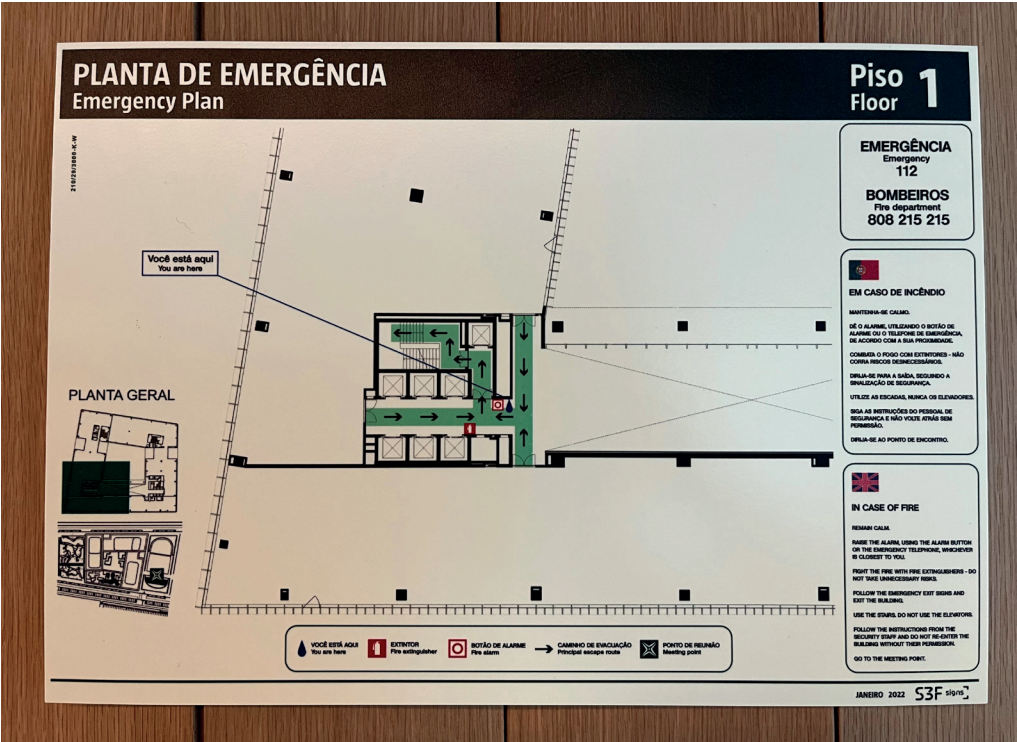 PLANTA DE EMERGÊNCIA
Emergency Plan
Piso
Floor
1
210/29/3800-K-W
EMERGÊNCIA
Emergency
112
BOMBEIROS
Fire department
808 215 215
Você está aqui
You are here
EM CASO DE INCÊNDIO
MANTENHA-SE CALMO.
DÊ O ALARME, UTILIZANDO O BOTÃO DE
ALARME OU O TELEFONE DE EMERGÊNCIA,
DE ACORDO COM A SUA PROXIMIDADE.
COMBATA O FOGO COM EXTINTORES - NÃO
CORRA RISCOS DESNECESSÁRIOS.
DIRIJA-SE PARA A SAÍDA, SEGUINDO A
SINALIZAÇÃO DE SEGURANÇA.
UTILIZE AS ESCADAS, NUNCA OS ELEVADORES.
SIGA AS INSTRUÇÕES DO PESSOAL DE
SEGURANÇA E NÃO VOLTE ATRÁS SEM
PERMISSÃO.
DIRIJA-SE AO PONTO DE ENCONTRO.
PLANTA GERAL
IN CASE OF FIRE
REMAIN CALM.
RAISE THE ALARM, USING THE ALARM BUTTON
OR THE EMERGENCY TELEPHONE, WHICHEVER
IS CLOSEST TO YOU.
FIGHT THE FIRE WITH FIRE EXTINGUISHERS - DO
NOT TAKE UNNECESSARY RISKS.
FOLLOW THE EMERGENCY EXIT SIGNS AND
EXIT THE BUILDING.
USE THE STAIRS. DO NOT USE THE ELEVATORS.
FOLLOW THE INSTRUCTIONS FROM THE
SECURITY STAFF AND DO NOT RE-ENTER THE
BUILDING WITHOUT THEIR PERMISSION.
GO TO THE MEETING POINT.
VOCÊ ESTÁ AQUI
You are here
EXTINTOR
Fire extinguisher
BOTÃO DE ALARME
Fire alarm
CAMINHO DE EVACUAÇÃO
Principal escape route
PONTO DE REUNIÃO
Meeting point
JANEIRO 2022
S3F signs